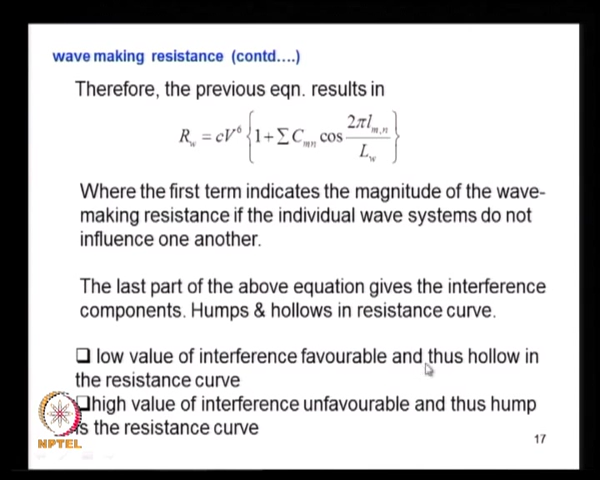 wave making resistance (contd....)
Therefore, the previous eqn. results in
R_w = cV^6 {1 + Σ C_mn cos 2πl_m,n / L_w}
Where the first term indicates the magnitude of the wave-
making resistance if the individual wave systems do not
influence one another.
The last part of the above equation gives the interference
components. Humps & hollows in resistance curve.
❑ low value of interference favourable and thus hollow in
the resistance curve
❑high value of interference unfavourable and thus hump
is the resistance curve
NPTEL
17